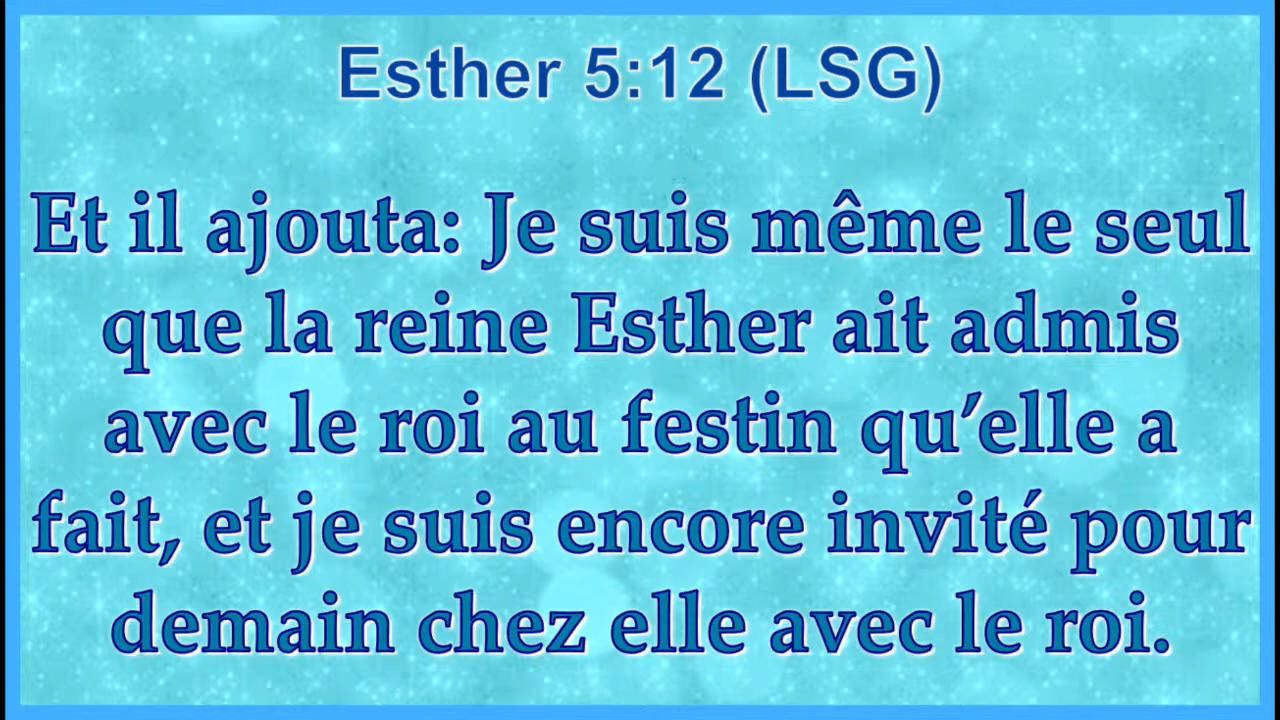 Esther 5:12 (LSG)
Et il ajouta: Je suis même le seul
que la reine Esther ait admis
avec le roi au festin qu’elle a
fait, et je suis encore invité pour
demain chez elle avec le roi.